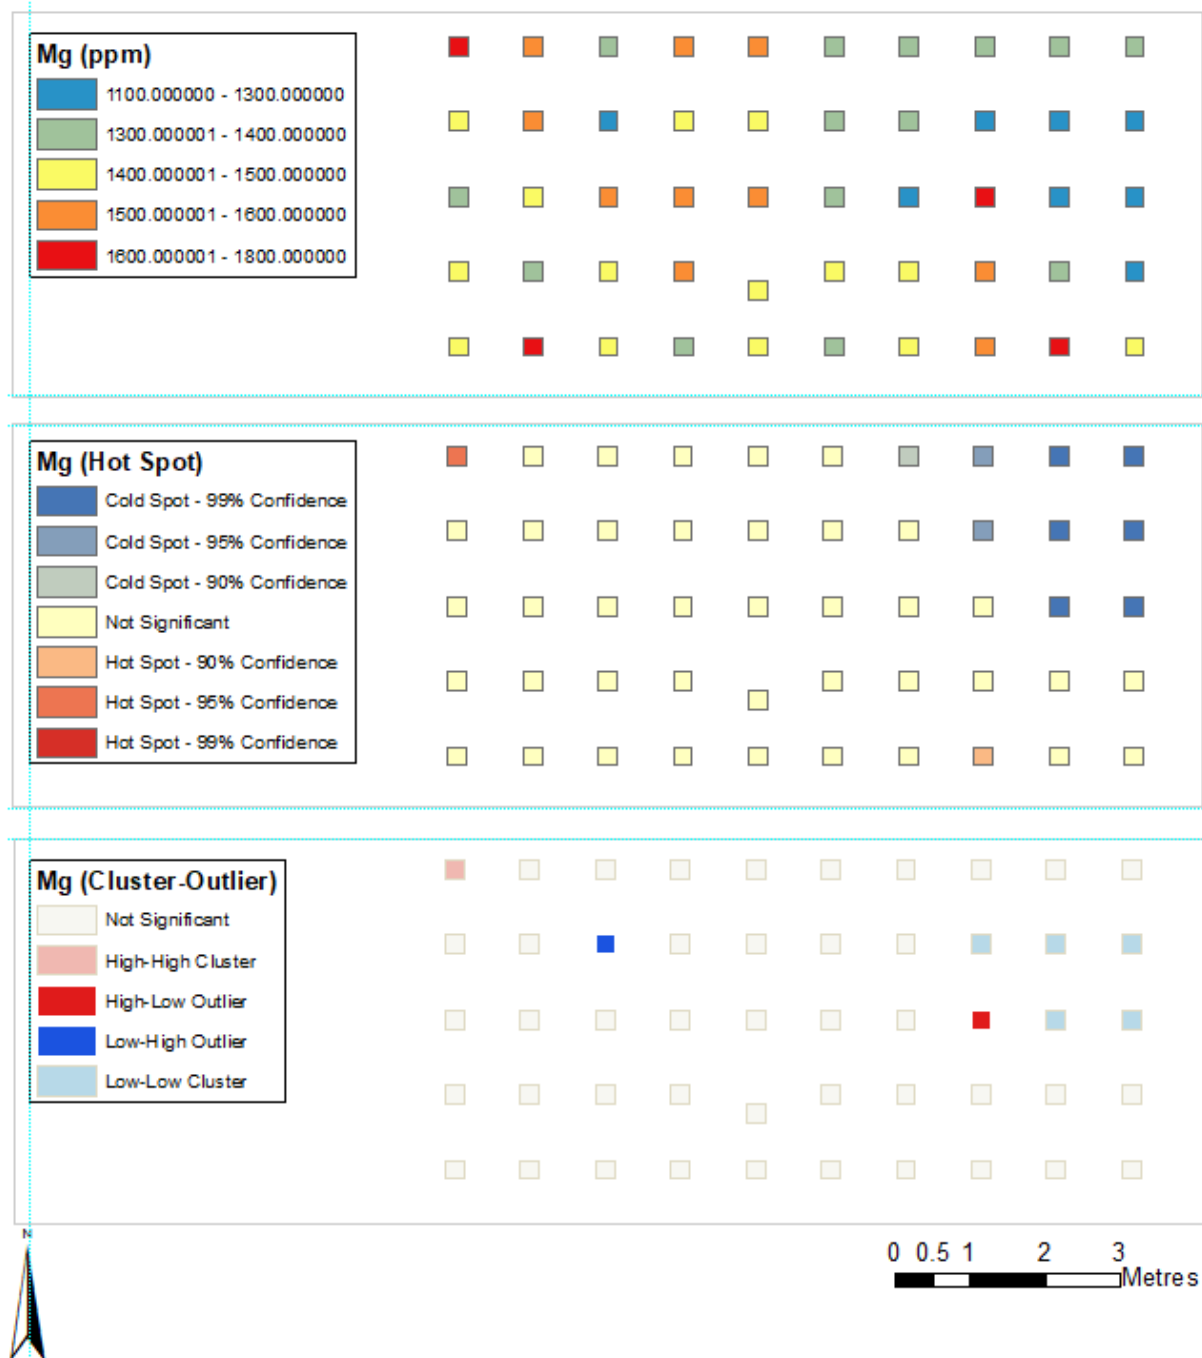 Mg (ppm)
1100.000000 - 1300.000000
1300.000001 - 1400.000000
1400.000001 - 1500.000000
1500.000001 - 1600.000000
1600.000001 - 1800.000000
Mg (Hot Spot)
Cold Spot - 99% Confidence
Cold Spot - 95% Confidence
Cold Spot - 90% Confidence
Not Significant
Hot Spot - 90% Confidence
Hot Spot - 95% Confidence
Hot Spot - 99% Confidence
Mg (Cluster-Outlier)
Not Significant
High-High Cluster
High-Low Outlier
Low-High Outlier
Low-Low Cluster
N
0 0.5 1 2 3
Metres